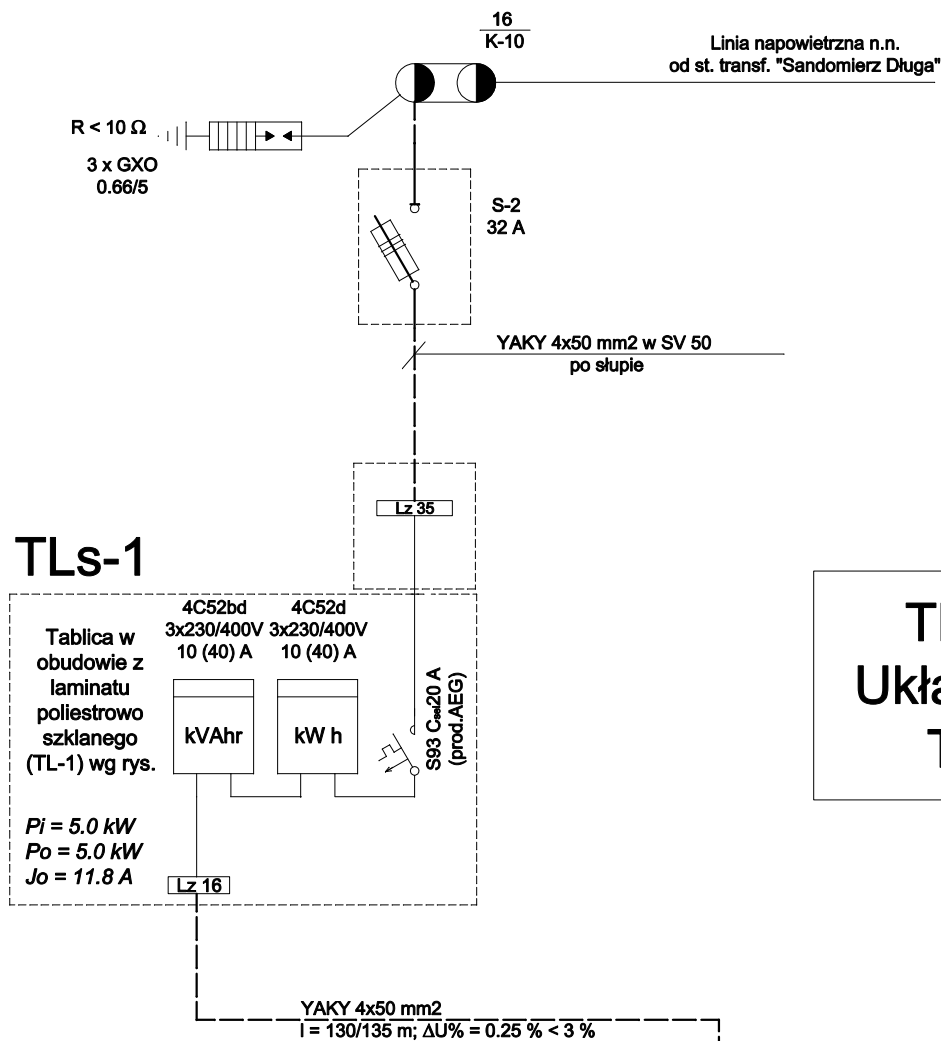 16
K-10
Linia napowietrzna n.n.
od st. transf. "Sandomierz Długa"
R < 10 Ω
3 x GXO
0.66/5
S-2
32 A
YAKY 4x50 mm2 w SV 50
po słupie
Lz 35
TLs-1
4C52bd
3x230/400V
10 (40) A
4C52d
3x230/400V
10 (40) A
Tablica w
obudowie z
laminatu
poliestrowo
szklanego
(TL-1) wg rys.
kVAhr
kW h
S93 Csel20 A
(prod.AEG)
Pi = 5.0 kW
Po = 5.0 kW
Jo = 11.8 A
Lz 16
YAKY 4x50 mm2
l = 130/135 m; ΔU% = 0.25 % < 3 %
Ukła
T